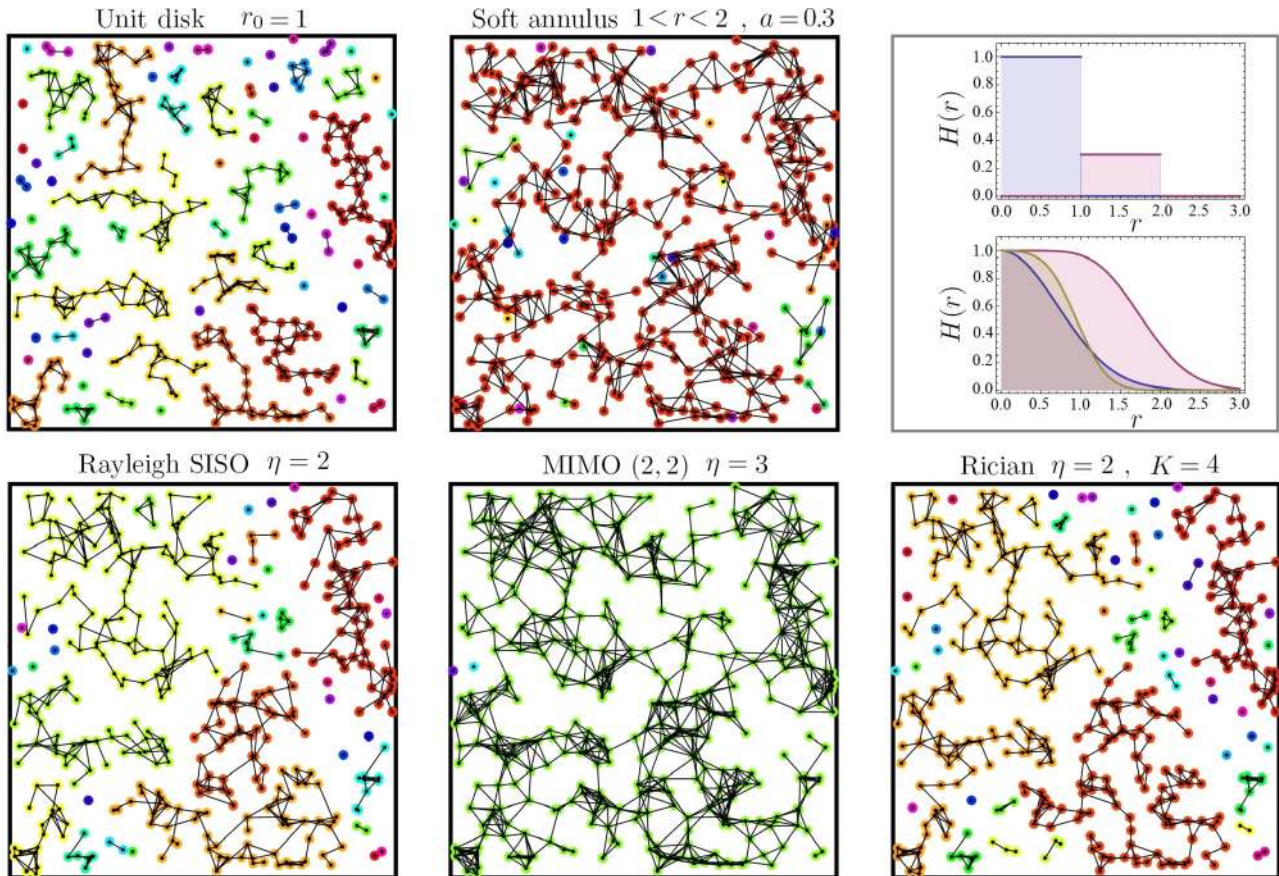 Unit disk r₀ = 1
Soft annulus 1 < r < 2 , a = 0.3
1.0
0.8
0.6
0.4
0.2
0.0
H(r)
0.0 0.5 1.0 1.5 2.0 2.5 3.0
r
1.0
0.8
0.6
0.4
0.2
0.0
H(r)
0.0 0.5 1.0 1.5 2.0 2.5 3.0
r
Rayleigh SISO η = 2
MIMO (2, 2) η = 3
Rician η = 2 , K = 4